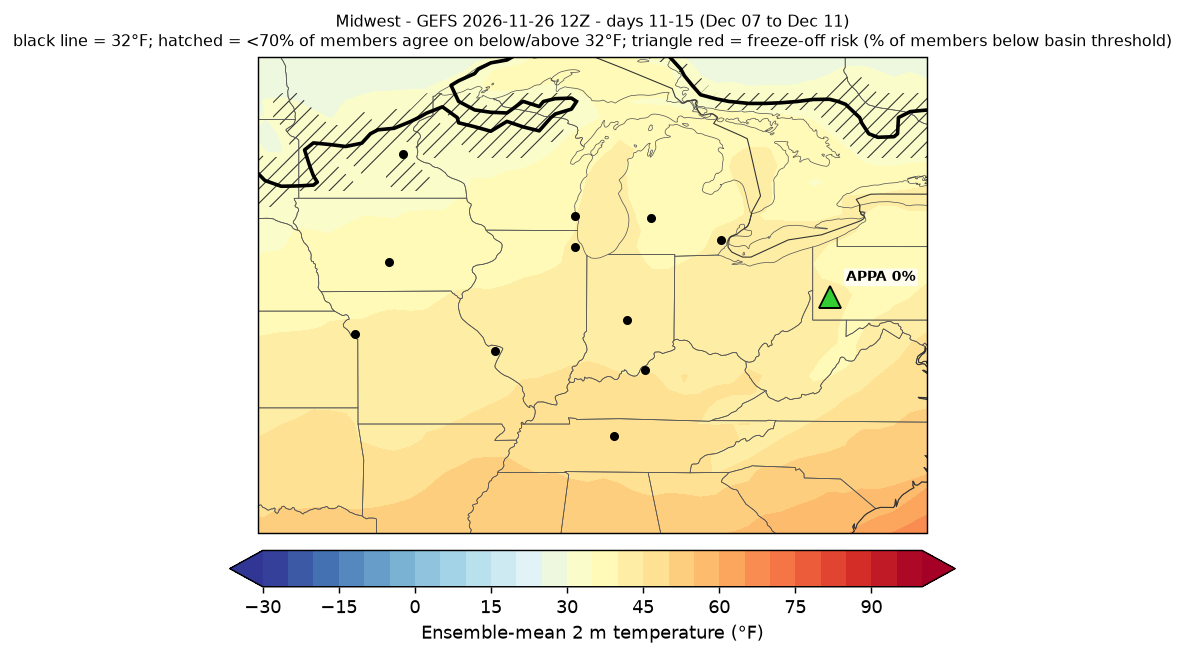 Midwest - GEFS 2026-11-26 12Z - days 11-15 (Dec 07 to Dec 11)
black line = 32°F; hatched = <70% of members agree on below/above 32°F; triangle red = freeze-off risk (% of members below basin threshold)
APPA 0%
−30 −15 0 15 30 45 60 75 90
Ensemble-mean 2 m temperature (°F)